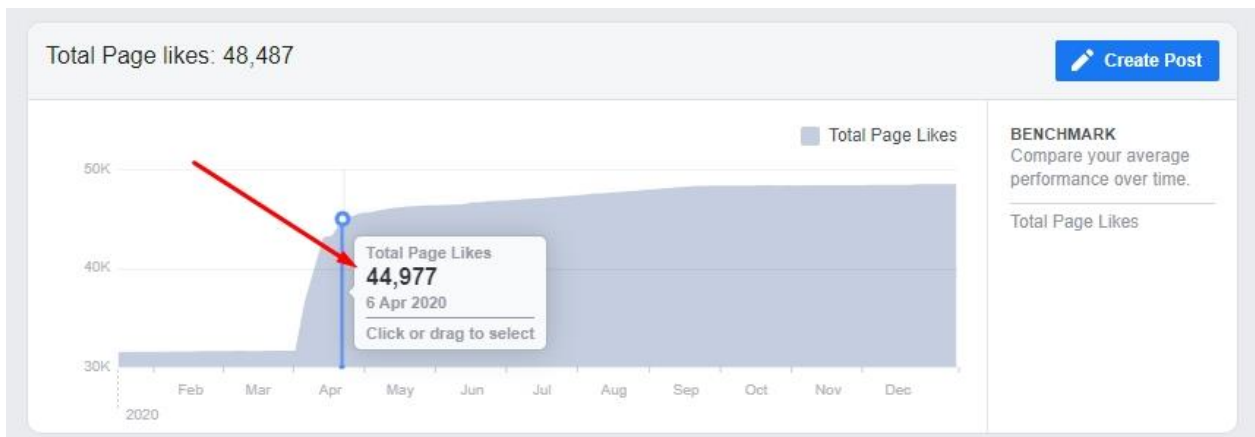 Total Page likes: 48,487
Create Post
Total Page Likes
50K
40K
30K
Total Page Likes
44,977
6 Apr 2020
Click or drag to select
Feb Mar Apr May Jun Jul Aug Sep Oct Nov Dec
2020
BENCHMARK
Compare your average
performance over time.
Total Page Likes